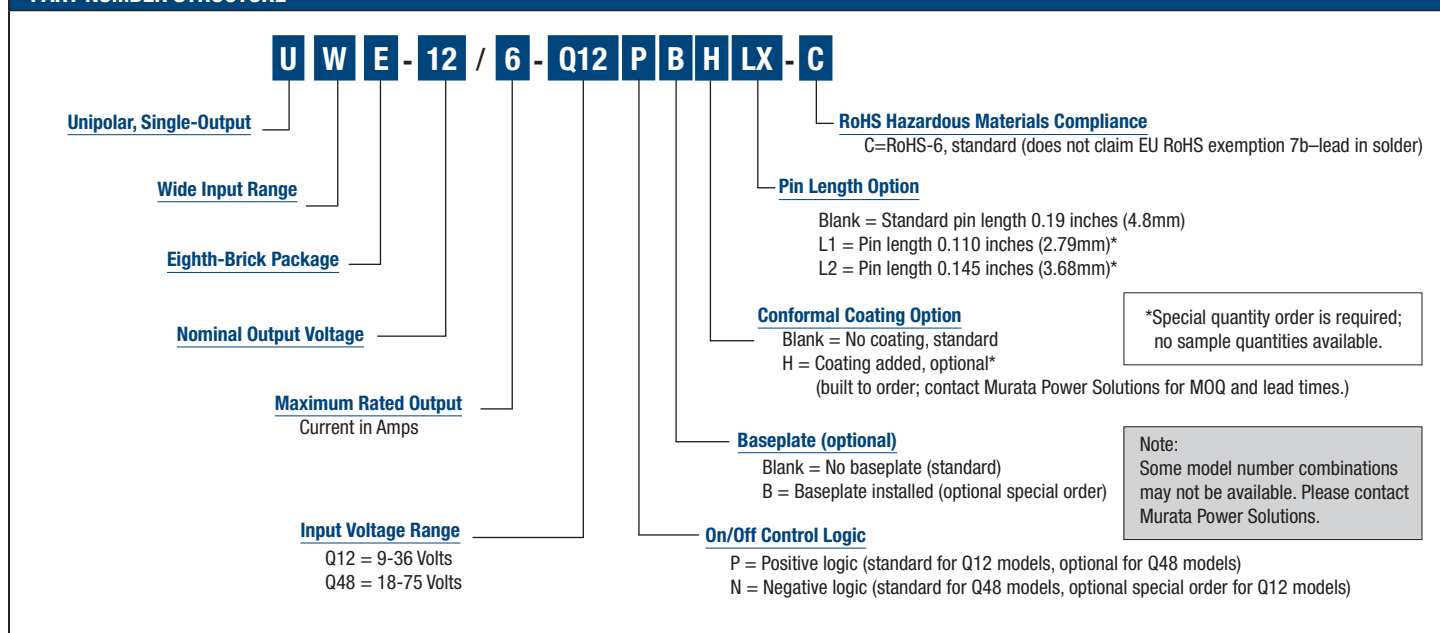 PART NUMBER STRUCTURE
U W E - 12 / 6 - Q12 P B H LX - C
Unipolar, Single-Output
Wide Input Range
Eighth-Brick Package
Nominal Output Voltage
Maximum Rated Output
Current in Amps
Input Voltage Range
Q12 = 9-36 Volts
Q48 = 18-75 Volts
RoHS Hazardous Materials Compliance
C=RoHS-6, standard (does not claim EU RoHS exemption 7b–lead in solder)
Pin Length Option
Blank = Standard pin length 0.19 inches (4.8mm)
L1 = Pin length 0.110 inches (2.79mm)*
L2 = Pin length 0.145 inches (3.68mm)*
Conformal Coating Option
Blank = No coating, standard
H = Coating added, optional*
(built to order; contact Murata Power Solutions for MOQ and lead times.)
*Special quantity order is required;
no sample quantities available.
Baseplate (optional)
Blank = No baseplate (standard)
B = Baseplate installed (optional special order)
Note:
Some model number combinations
may not be available. Please contact
Murata Power Solutions.
On/Off Control Logic
P = Positive logic (standard for Q12 models, optional for Q48 models)
N = Negative logic (standard for Q48 models, optional special order for Q12 models)